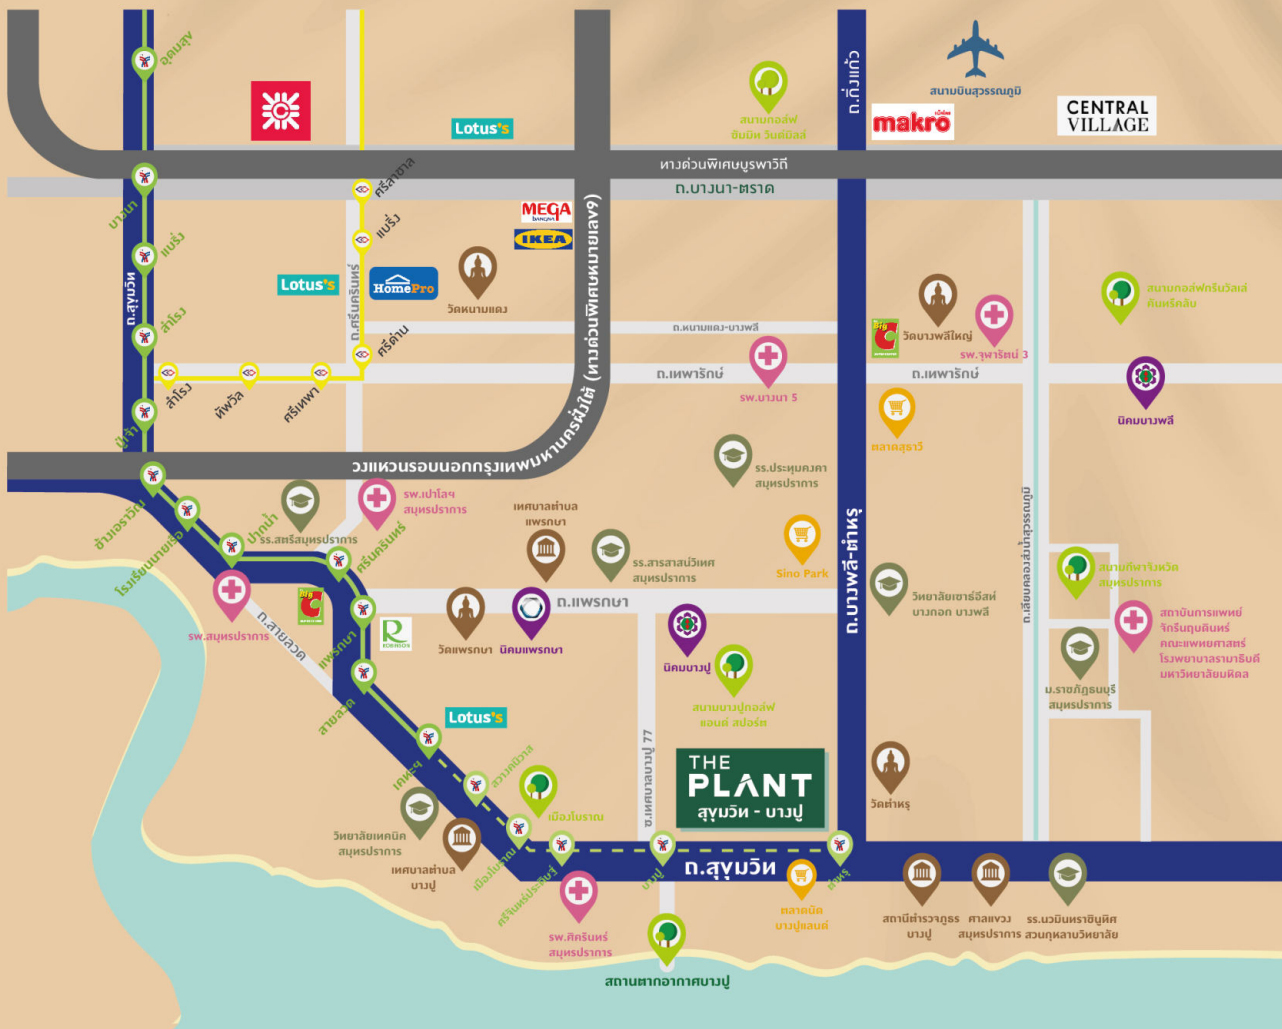 อุดมสุข
Lotus's
สนามกอล์ฟ
ซัมมิท วินด์มิลล์
ถ.กิ่งแก้ว
สนามบินสุวรรณภูมิ
แม็คโคร
makro
CENTRAL
VILLAGE
ทางด่วนพิเศษบูรพาวิถี
ถ.บางนา-ตราด
บางนา
ศรีลาซาล
แบริ่ง
แบริ่ง
MEGA
BANGNA
IKEA
ถ.สุขุมวิท
Lotus's
ถ.ศรีนครินทร์
HomePro
วัดหนามแดง
ทางด่วนพิเศษหมายเลข9)
สนามกอล์ฟกรีนวัลเล่
คันทรีคลับ
สำโรง
ศรีด่าน
ถ.หนามแดง-บางพลี
Big
C
วัดบางพลีใหญ่
รพ.จุฬารัตน์ 3
สำโรง
ทิพวัล
ศรีเทพา
ถ.เทพารักษ์
รพ.บางนา 5
ถ.เทพารักษ์
นิคมบางพลี
ปู่เจ้า
ตลาดสุธาวี
วงแหวนรอบนอกกรุงเทพมหานครฝั่งใต้ (
รร.ประทุมคงคา
สมุทรปราการ
ช้างเอราวัณ
โรงเรียนนายเรือ
ปากน้ำ
รร.สตรีสมุทรปราการ
รพ.เปาโลฯ
สมุทรปราการ
ศรีนครินทร์
เทศบาลตำบล
แพรกษา
รร.สารสาสน์วิเทศ
สมุทรปราการ
Sino Park
ถ.บางพลี-ตำหรุ
วิทยาลัยเซาธ์อีสท์
บางกอก บางพลี
ถ.เลียบคลองส่งน้ำสุวรรณภูมิ
สนามกีฬาจังหวัด
สมุทรปราการ
สถาบันการแพทย์
จักรีนฤบดินทร์
คณะแพทยศาสตร์
โรงพยาบาลรามาธิบดี
มหาวิทยาลัยมหิดล
รพ.สมุทรปราการ
ถ.สายลวด
Big
C
แพรกษา
R
ROBINSON
วัดแพรกษา
นิคมแพรกษา
ถ.แพรกษา
นิคมบางปู
สนามบางปูกอล์ฟ
แอนด์ สปอร์ต
ม.ราชภัฏธนบุรี
สมุทรปราการ
สายลวด
Lotus's
เคหะฯ
สวางคนิวาส
เมืองโบราณ
ซ.เทศบาลบางปู 77
THE
PLANT
สุขุมวิท - บางปู
วัดตำหรุ
วิทยาลัยเทคนิค
สมุทรปราการ
เทศบาลตำบล
บางปู
เมืองโบราณ
ศรีจันทร์ประดิษฐ์
บางปู
ถ.สุขุมวิท
ตำหรุ
รพ.ศิครินทร์
สมุทรปราการ
ตลาดนัด
บางปูแลนด์
สถานีตำรวจภูธร
บางปู
ศาลแขวง
สมุทรปราการ
รร.นวมินทราชินูทิศ
สวนกุหลาบวิทยาลัย
สถานตากอากาศบางปู